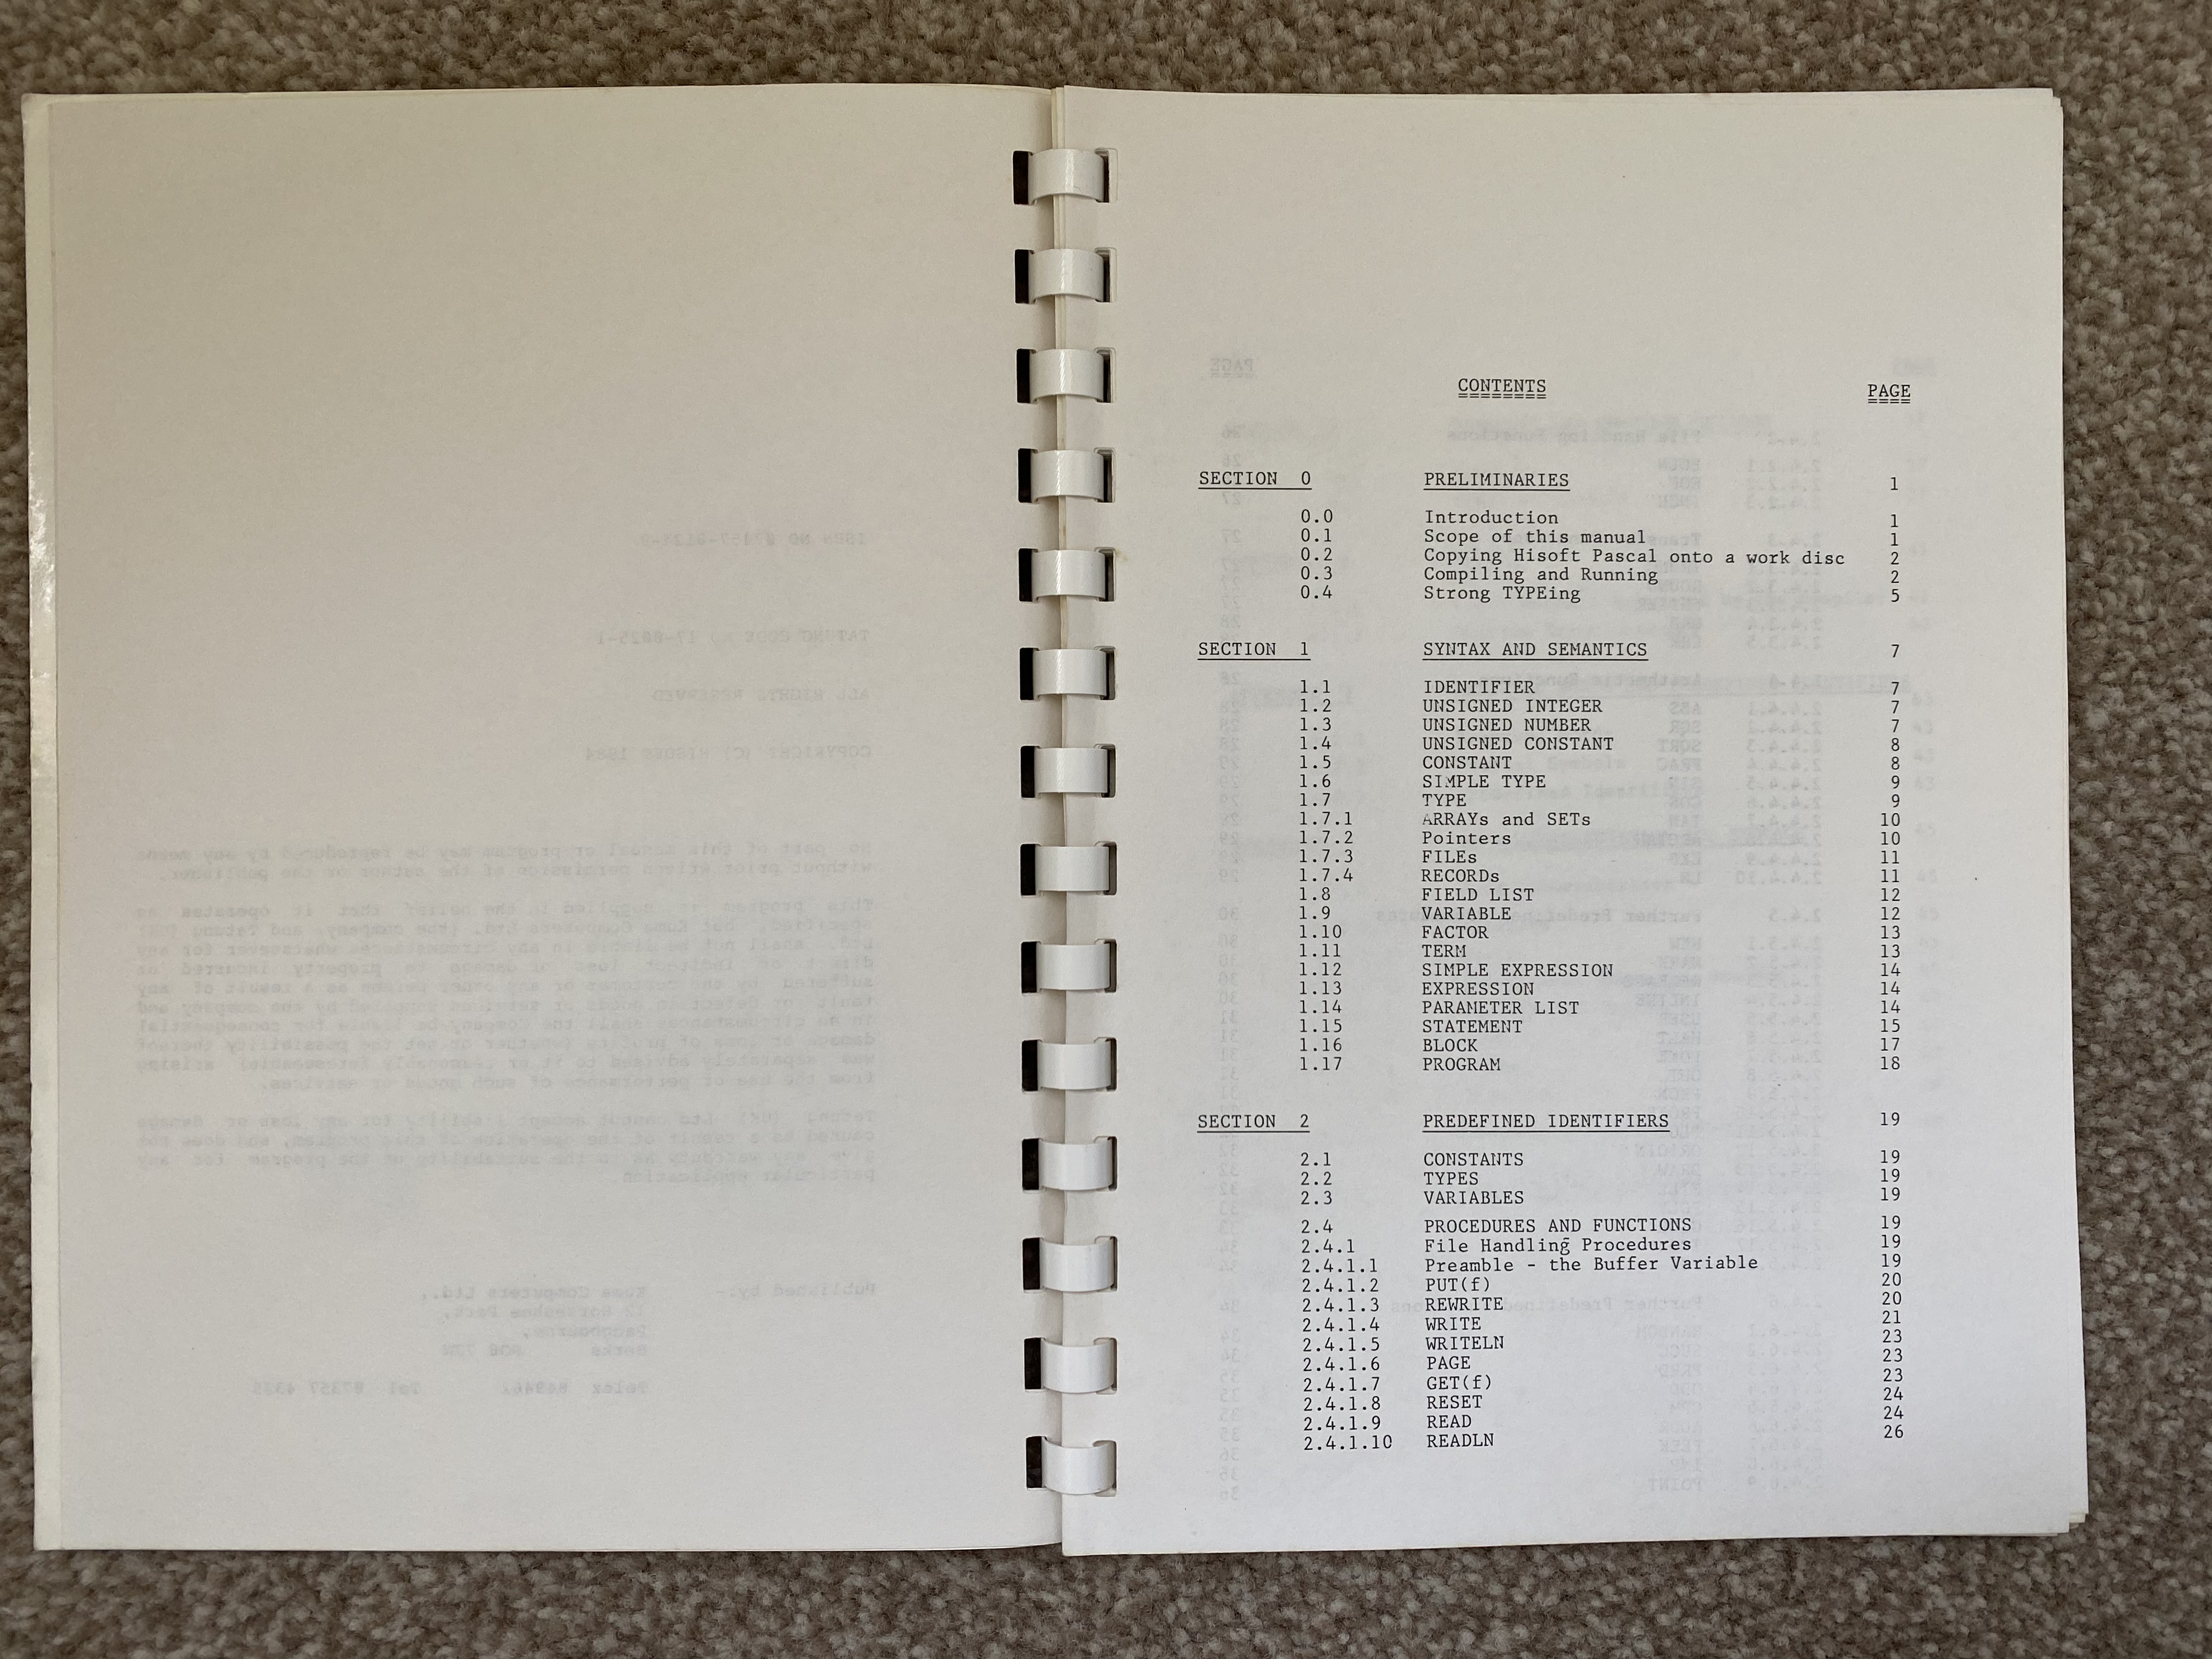 CONTENTS PAGE
SECTION 0 PRELIMINARIES 1
0.0 Introduction 1
0.1 Scope of this manual 1
0.2 Copying Hisoft Pascal onto a work disc 2
0.3 Compiling and Running 2
0.4 Strong TYPEing 5
SECTION 1 SYNTAX AND SEMANTICS 7
1.1 IDENTIFIER 7
1.2 UNSIGNED INTEGER 7
1.3 UNSIGNED NUMBER 7
1.4 UNSIGNED CONSTANT 8
1.5 CONSTANT 8
1.6 SIMPLE TYPE 9
1.7 TYPE 9
1.7.1 ARRAYs and SETs 10
1.7.2 Pointers 10
1.7.3 FILEs 11
1.7.4 RECORDs 11
1.8 FIELD LIST 12
1.9 VARIABLE 12
1.10 FACTOR 13
1.11 TERM 13
1.12 SIMPLE EXPRESSION 14
1.13 EXPRESSION 14
1.14 PARAMETER LIST 14
1.15 STATEMENT 15
1.16 BLOCK 17
1.17 PROGRAM 18
SECTION 2 PREDEFINED IDENTIFIERS 19
2.1 CONSTANTS 19
2.2 TYPES 19
2.3 VARIABLES 19
2.4 PROCEDURES AND FUNCTIONS 19
2.4.1 File Handling Procedures 19
2.4.1.1 Preamble - the Buffer Variable 19
2.4.1.2 PUT(f) 20
2.4.1.3 REWRITE 20
2.4.1.4 WRITE 21
2.4.1.5 WRITELN 23
2.4.1.6 PAGE 23
2.4.1.7 GET(f) 23
2.4.1.8 RESET 24
2.4.1.9 READ 24
2.4.1.10 READLN 26